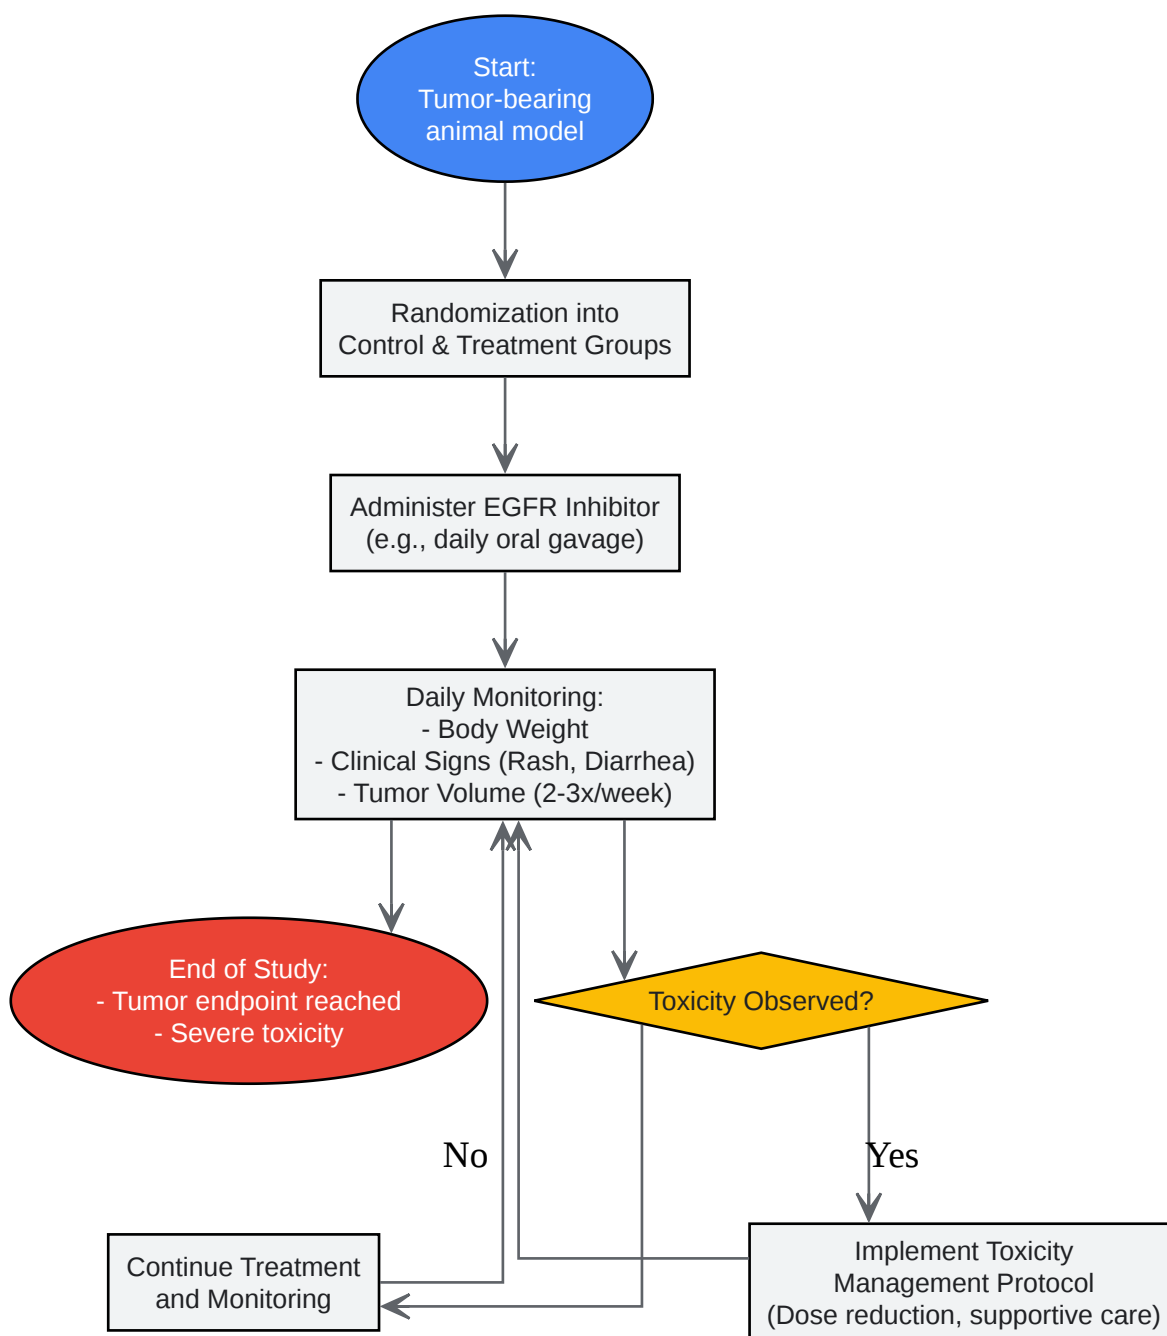 Start:
Tumor-bearing
animal model
Randomization into
Control & Treatment Groups
Administer EGFR Inhibitor
(e.g., daily oral gavage)
Daily Monitoring:
- Body Weight
- Clinical Signs (Rash, Diarrhea)
- Tumor Volume (2-3x/week)
End of Study:
- Tumor endpoint reached
- Severe toxicity
Toxicity Observed?
No
Yes
Continue Treatment
and Monitoring
Implement Toxicity
Management Protocol
(Dose reduction, supportive care)